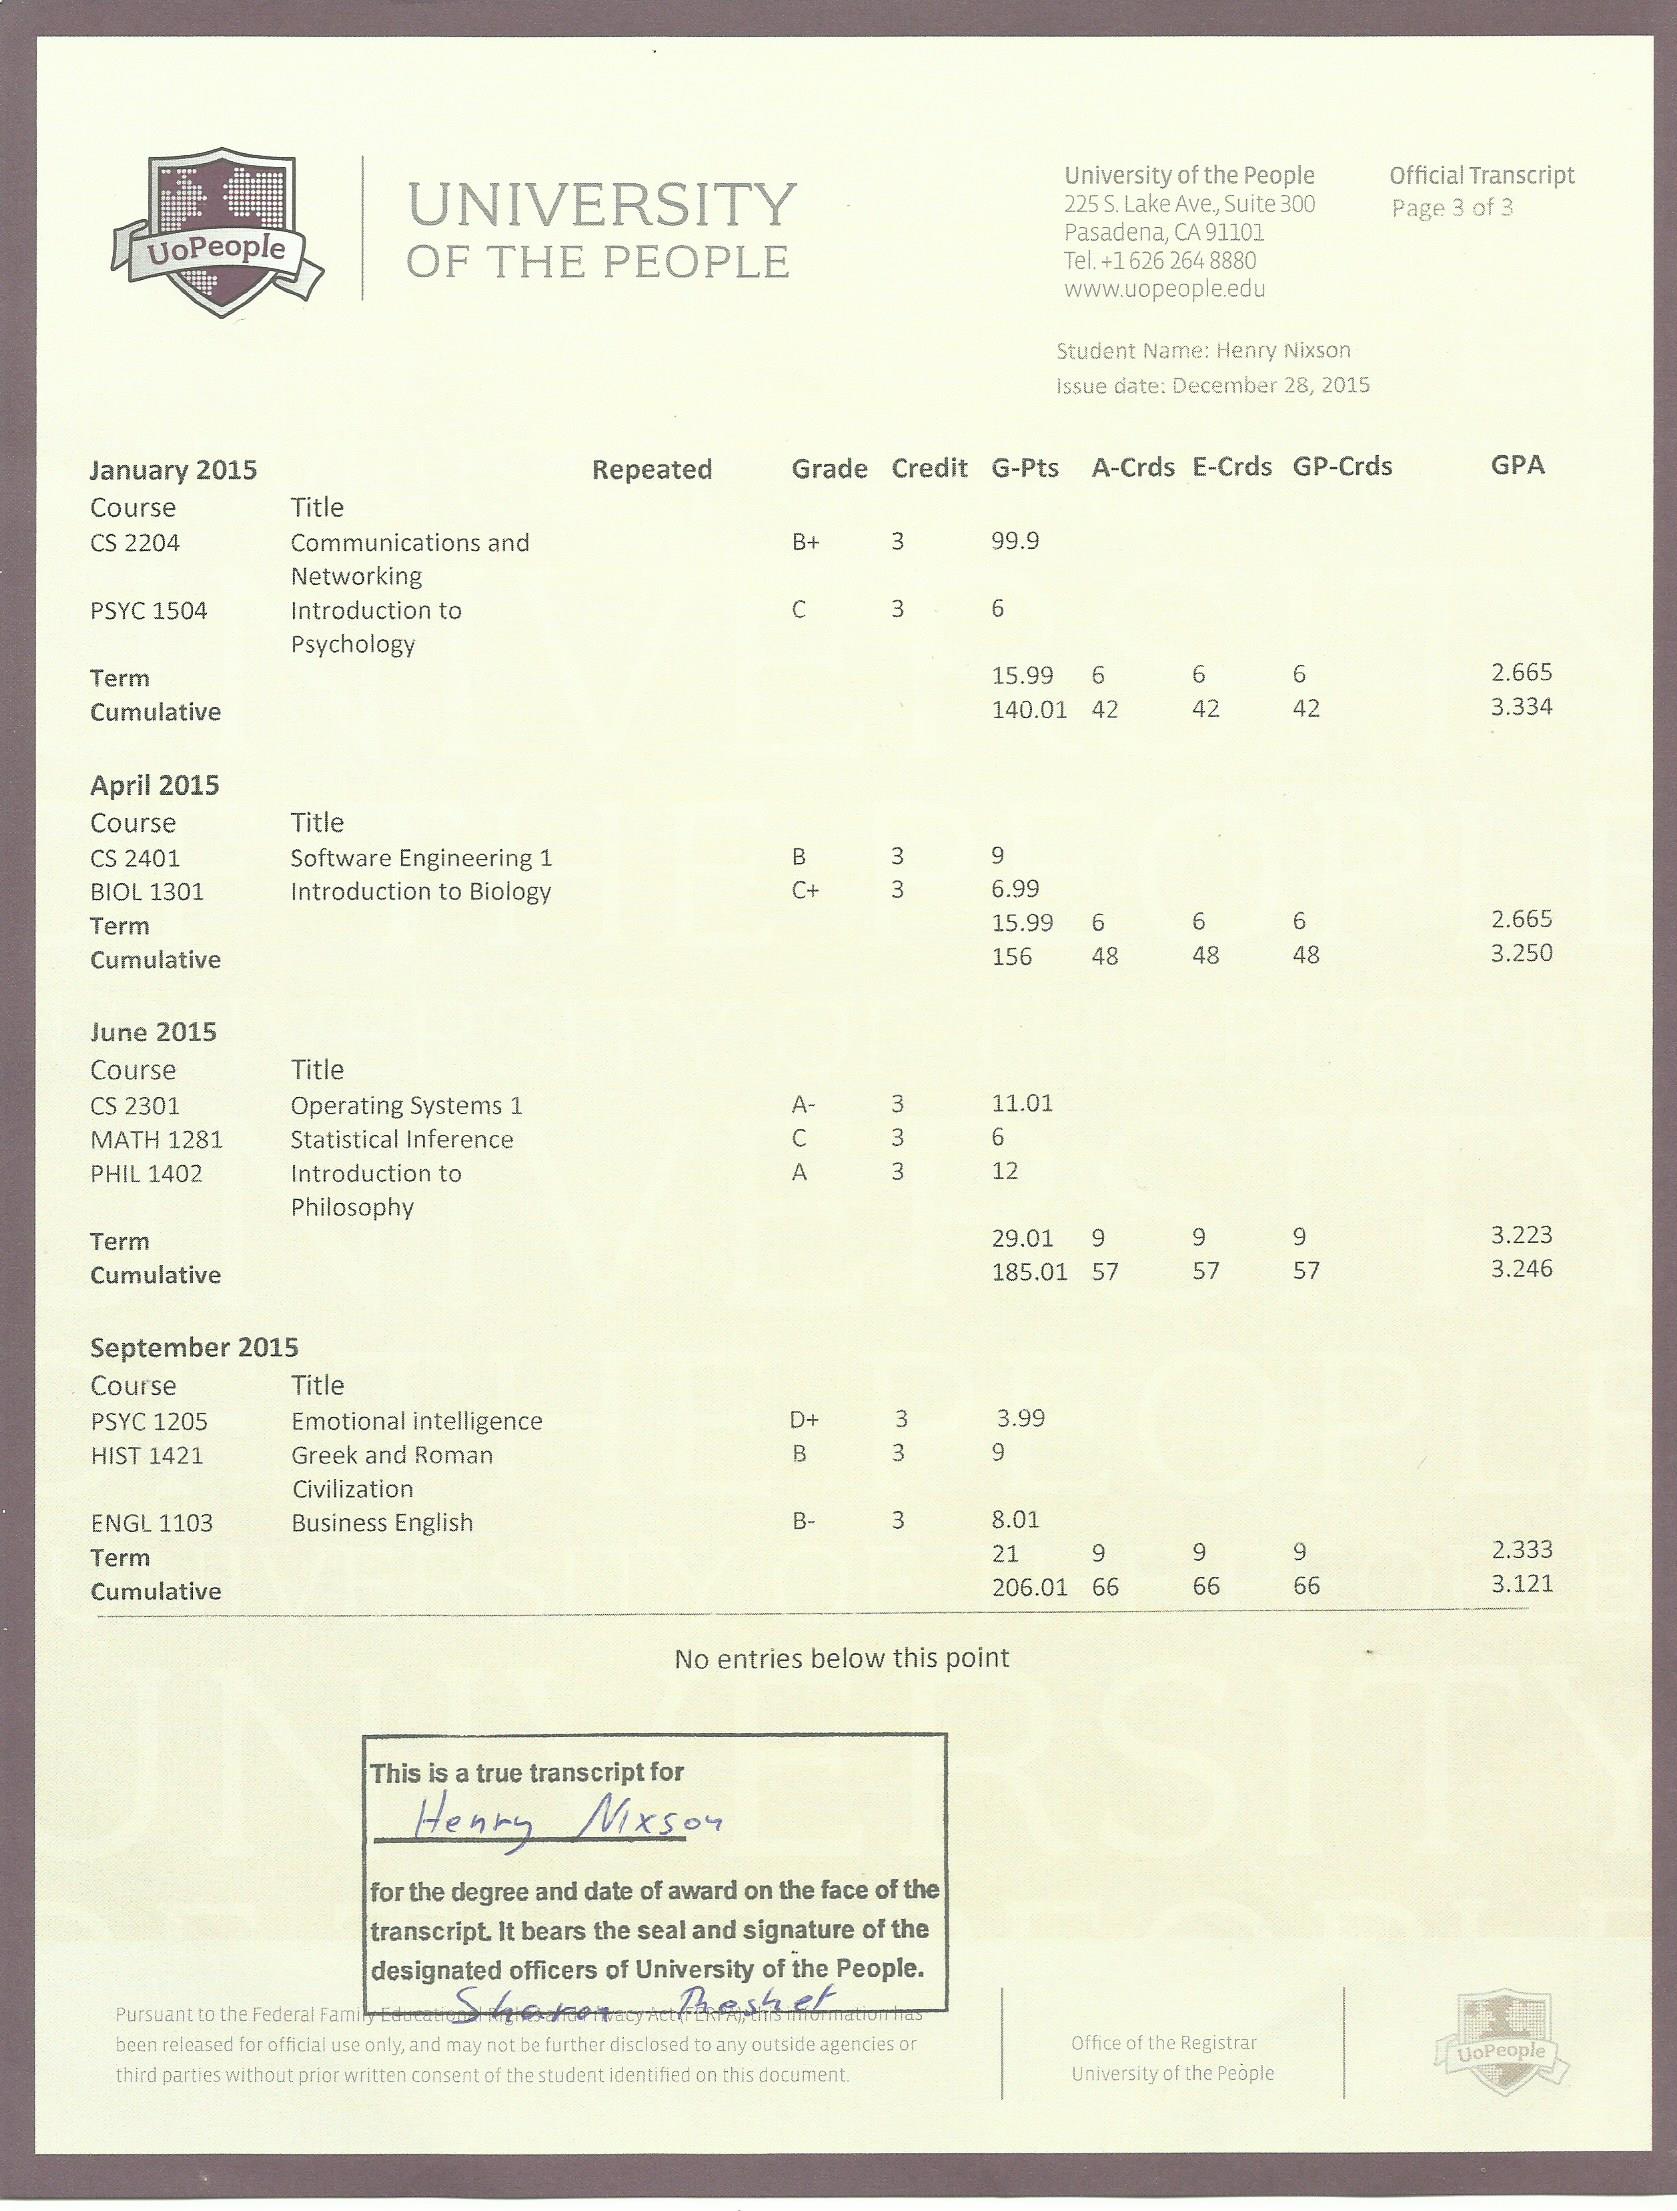 UoPeople
UNIVERSITY
OF THE PEOPLE
University of the People
225 S. Lake Ave., Suite 300
Pasadena, CA 91101
Tel. +1 626 264 8880
www.uopeople.edu
Official Transcript
Page 3 of 3
Student Name: Henry Nixson
Issue date: December 28, 2015
January 2015 Repeated Grade Credit G-Pts A-Crds E-Crds GP-Crds GPA
Course Title
CS 2204 Communications and B+ 3 99.9
Networking
PSYC 1504 Introduction to C 3 6
Psychology
Term 15.99 6 6 6 2.665
Cumulative 140.01 42 42 42 3.334
April 2015
Course Title
CS 2401 Software Engineering 1 B 3 9
BIOL 1301 Introduction to Biology C+ 3 6.99
Term 15.99 6 6 6 2.665
Cumulative 156 48 48 48 3.250
June 2015
Course Title
CS 2301 Operating Systems 1 A- 3 11.01
MATH 1281 Statistical Inference C 3 6
PHIL 1402 Introduction to A 3 12
Philosophy
Term 29.01 9 9 9 3.223
Cumulative 185.01 57 57 57 3.246
September 2015
Course Title
PSYC 1205 Emotional intelligence D+ 3 3.99
HIST 1421 Greek and Roman B 3 9
Civilization
ENGL 1103 Business English B- 3 8.01
Term 21 9 9 9 2.333
Cumulative 206.01 66 66 66 3.121
No entries below this point
This is a true transcript for
Henry Nixson
for the degree and date of award on the face of the
transcript. It bears the seal and signature of the
designated officers of University of the People.
Sharon
Pursuant to the Federal Family Educational Rights and Privacy Act (FERPA), this information has
been released for official use only, and may not be further disclosed to any outside agencies or
third parties without prior written consent of the student identified on this document.
Office of the Registrar
University of the People
UoPeople